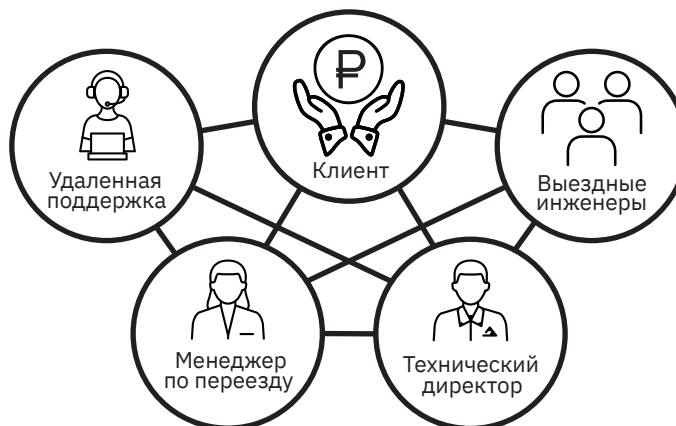 ₽
Клиент
Удаленная
поддержка
Выездные
инженеры
Менеджер
по переезду
Технический
директор